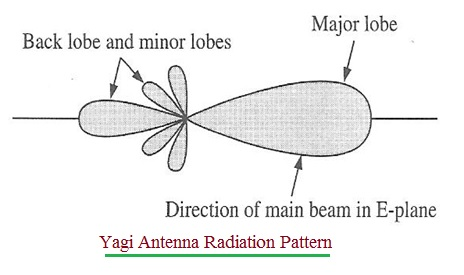 Major lobe
Back lobe and minor lobes
Direction of main beam in E-plane
Yagi Antenna Radiation Pattern